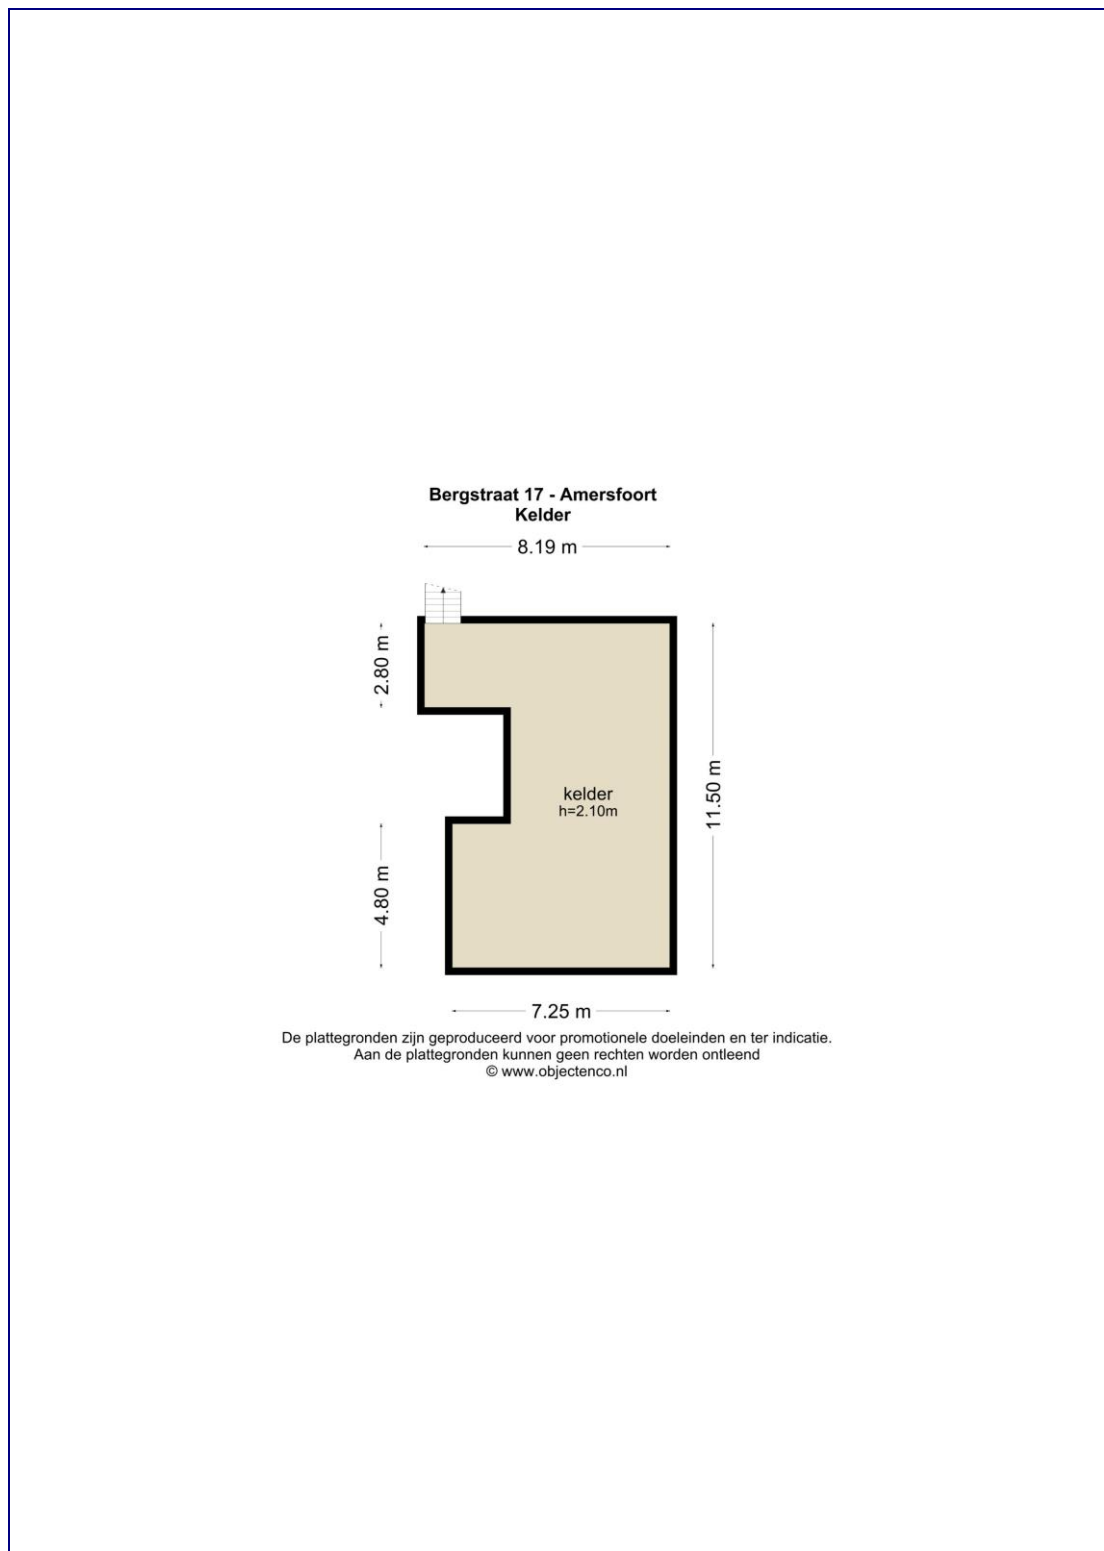 Bergstraat 17 - Amersfoort
Kelder
8.19 m
2.80 m
11.50 m
kelder
h=2.10m
4.80 m
7.25 m
De plattegronden zijn geproduceerd voor promotionele doeleinden en ter indicatie.
Aan de plattegronden kunnen geen rechten worden ontleend
© www.objectenco.nl